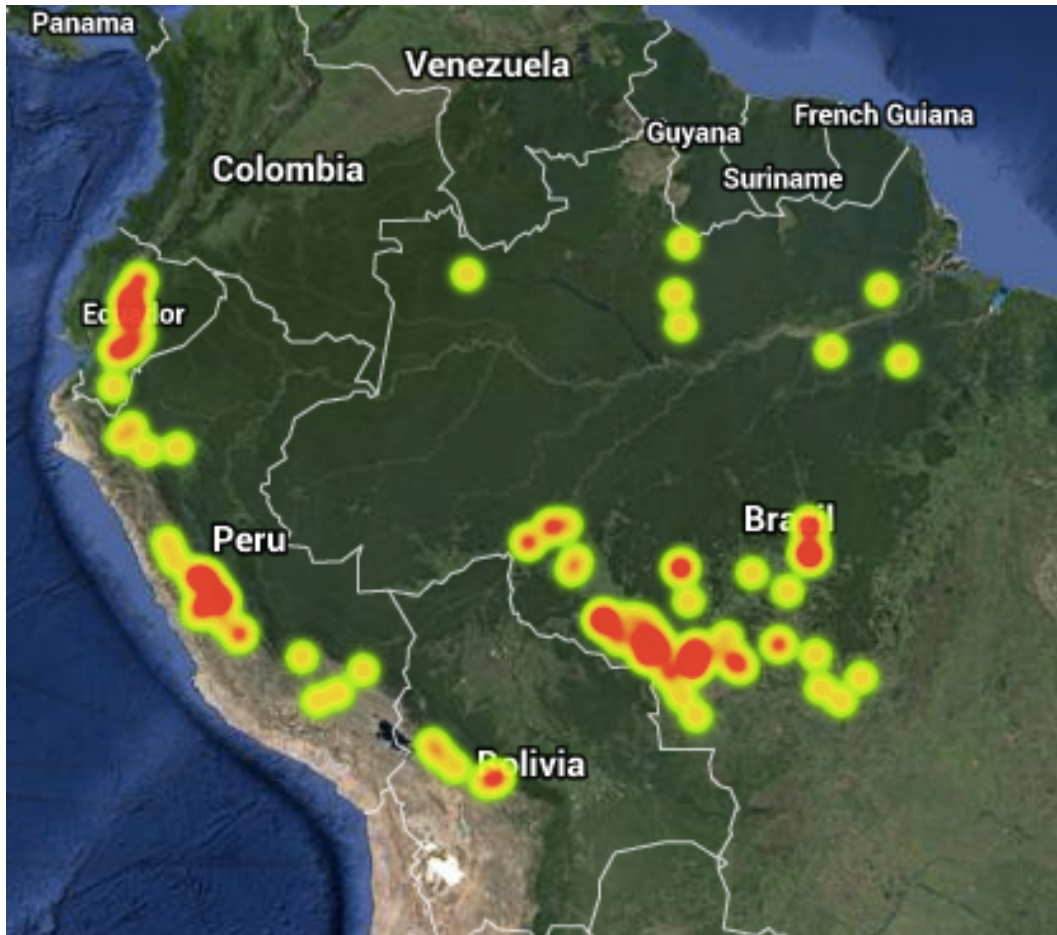 Panama
Venezuela
French Guiana
Guyana
Colombia
Suriname
Ecuador
Peru
Brazil
Bolivia